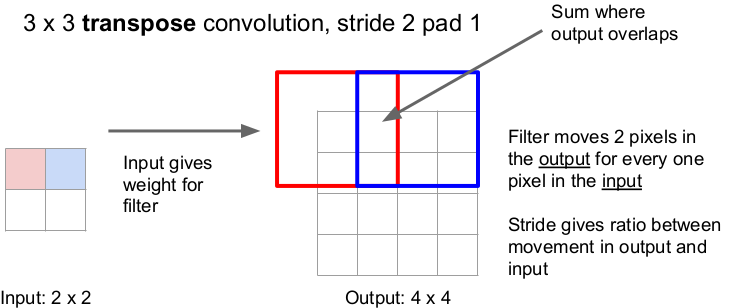 3 x 3 transpose convolution, stride 2 pad 1
Sum where
output overlaps
Input gives
weight for
filter
Filter moves 2 pixels in
the output for every one
pixel in the input
Stride gives ratio between
movement in output and
input
Input: 2 x 2
Output: 4 x 4